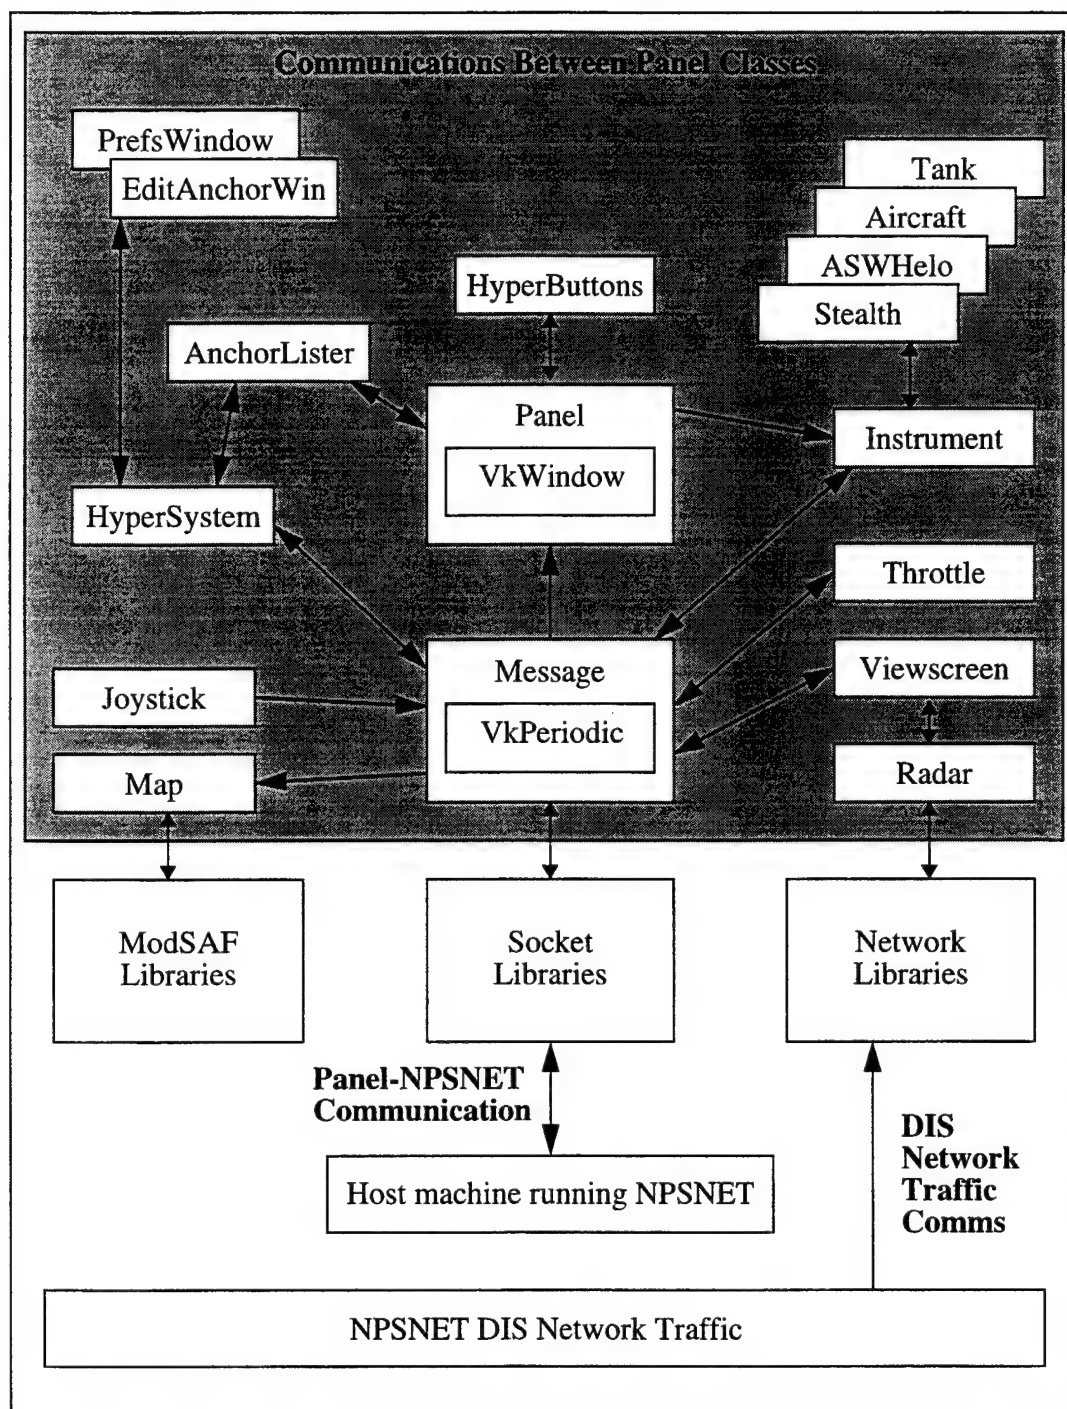 Communications Between Panel Classes
PrefsWindow
EditAnchorWin
Tank
Aircraft
ASWHelo
Stealth
HyperButtons
AnchorLister
Panel
VkWindow
Instrument
HyperSystem
Throttle
Message
VkPeriodic
Viewscreen
Joystick
Map
Radar
ModSAF
Libraries
Socket
Libraries
Network
Libraries
Panel-NPSNET
Communication
DIS
Network
Traffic
Comms
Host machine running NPSNET
NPSNET DIS Network Traffic